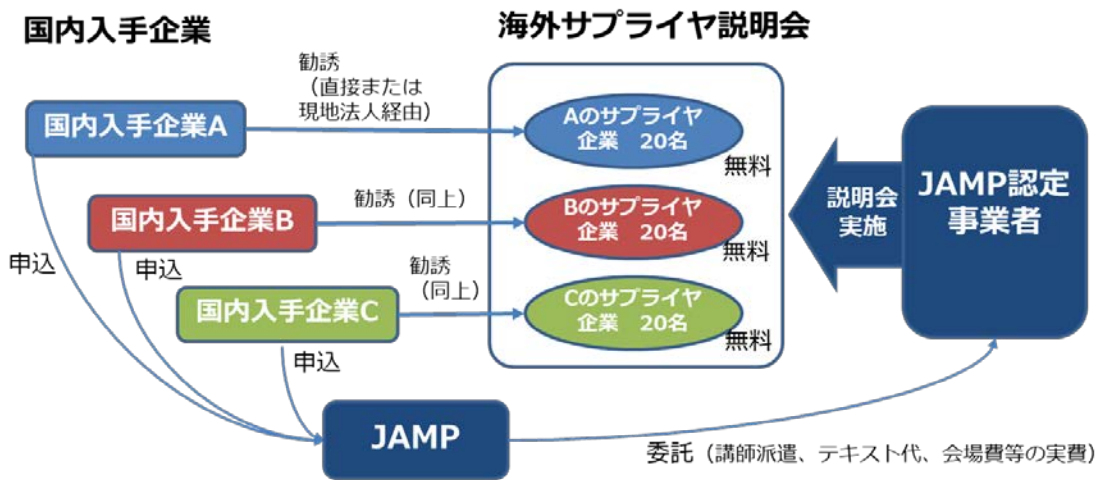 国内入手企業
海外サプライヤ説明会
勧誘
（直接または
現地法人経由）
国内入手企業A
Aのサプライヤ
企業　20名
無料
国内入手企業B
勧誘（同上）
Bのサプライヤ
企業　20名
無料
国内入手企業C
勧誘
（同上）
Cのサプライヤ
企業　20名
無料
申込
申込
申込
説明会
実施
JAMP認定
事業者
JAMP
委託（講師派遣、テキスト代、会場費等の実費）